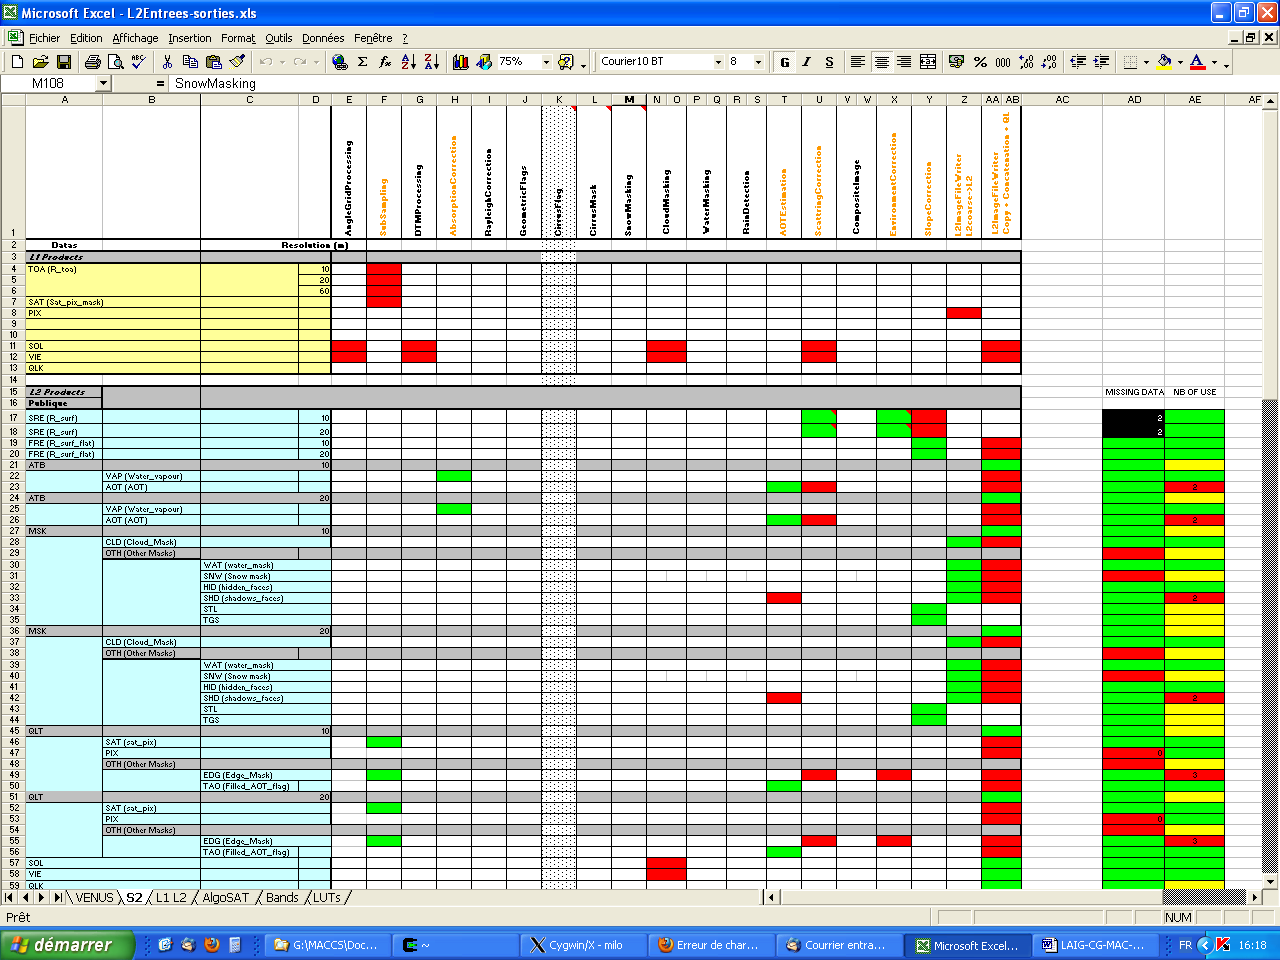 Microsoft Excel - L2Entrees-sorties.xls
Fichier Edition Affichage Insertion Format Outils Données Fenêtre ?
75% Courier10 BT 8 G I S % 000
M108 = SnowMasking
A B C D E F G H I J K L M N O P Q R S T U V W X Y Z AA AB AC AD AE AF
1 AngleGridProcessing SubSampling DTMProcessing AbsorptionCorrection RayleighCorrection GeometricFlags CirrusFlag CirrusMask SnowMasking CloudMasking WaterMasking RainDetection AOTEstimation ScattringCorrection CompositeImage EnvironmentCorrection SlopeCorrection L2ImageFileWriter L2coarse->L2 L2ImageFileWriter Copy + Concatenation + QL
2 Datas Resolution (m)
3 L1 Products
4 TOA (R_toa) 10
5 20
6 60
7 SAT (Sat_pix_mask)
8 PIX
9
10
11 SOL
12 VIE
13 QLK
14
15 L2 Products MISSING DATA NB OF USE
16 Publique
17 SRE (R_surf) 10 2
18 SRE (R_surf) 20 2
19 FRE (R_surf_flat) 10
20 FRE (R_surf_flat) 20
21 ATB 10
22 VAP (Water_vapour)
23 AOT (AOT) 2
24 ATB 20
25 VAP (Water_vapour)
26 AOT (AOT) 2
27 MSK 10
28 CLD (Cloud_Mask)
29 OTH (Other Masks)
30 WAT (water_mask)
31 SNW (Snow mask)
32 HID (hidden_faces)
33 SHD (shadows_faces) 2
34 STL
35 TGS
36 MSK 20
37 CLD (Cloud_Mask)
38 OTH (Other Masks)
39 WAT (water_mask)
40 SNW (Snow mask)
41 HID (hidden_faces)
42 SHD (shadows_faces) 2
43 STL
44 TGS
45 QLT 10
46 SAT (sat_pix)
47 PIX 0
48 OTH (Other Masks)
49 EDG (Edge_Mask) 3
50 TAO (Filled_AOT_flag)
51 QLT 20
52 SAT (sat_pix)
53 PIX 0
54 OTH (Other Masks)
55 EDG (Edge_Mask) 3
56 TAO (Filled_AOT_flag)
57 SOL
58 VIE
59 QLK
VENUS S2 L1 L2 AlgoSAT Bands LUTs
Prêt NUM
démarrer G:\MACCS\Doc... ~ Cygwin/X - milo Erreur de char... Courrier entra... Microsoft Excel... LAIG-CG-MAC-... FR 16:18